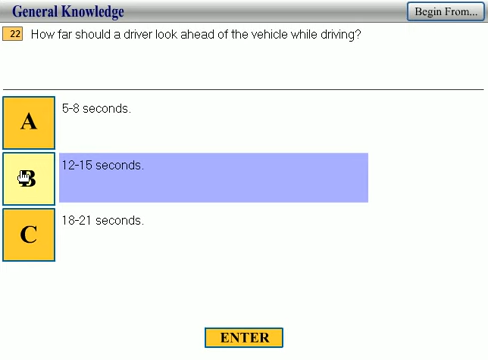 General Knowledge
Begin From...
22 How far should a driver look ahead of the vehicle while driving?
A 5-8 seconds.
B 12-15 seconds.
C 18-21 seconds.
ENTER